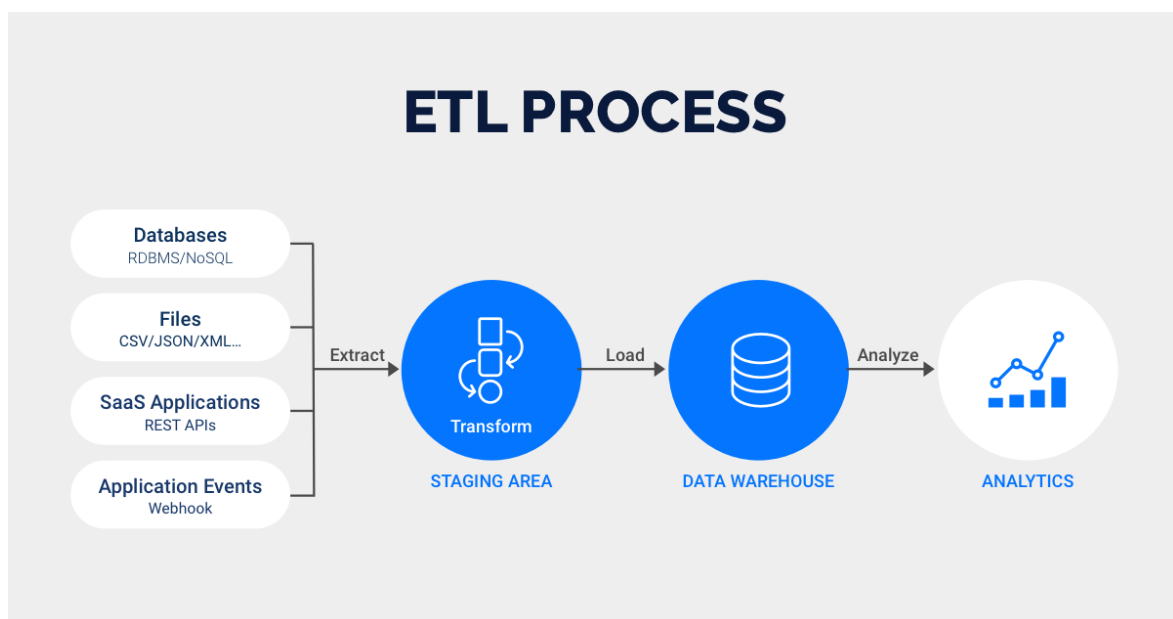 ETL PROCESS
Databases
RDBMS/NoSQL
Files
CSV/JSON/XML...
SaaS Applications
REST APIs
Application Events
Webhook
Extract
Transform
STAGING AREA
Load
DATA WAREHOUSE
Analyze
ANALYTICS